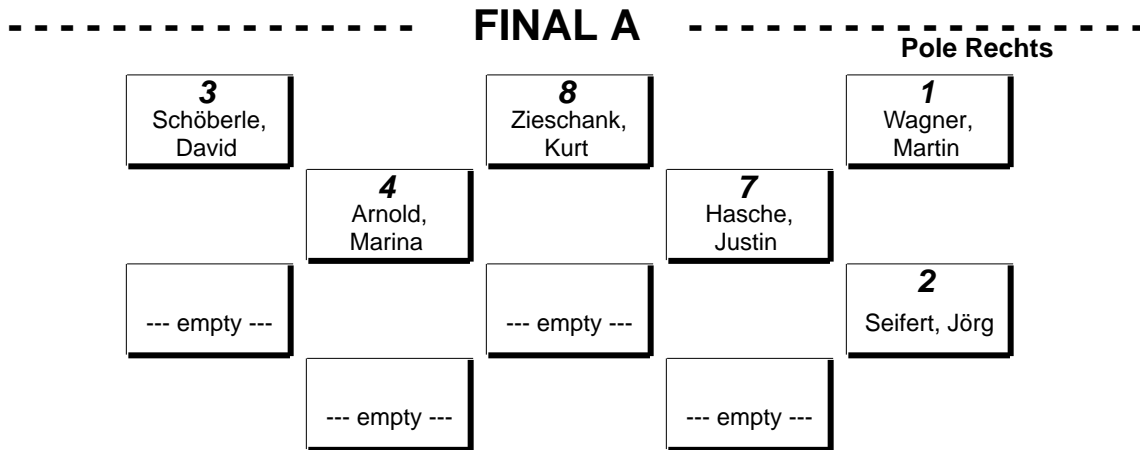 - - - - - - - - - - - - - - - - - FINAL A - - - - - - - - - - - - - - - - - - -
Pole Rechts
3
Schöberle,
David
8
Zieschank,
Kurt
1
Wagner,
Martin
4
Arnold,
Marina
7
Hasche,
Justin
--- empty ---
--- empty ---
2
Seifert, Jörg
--- empty ---
--- empty ---